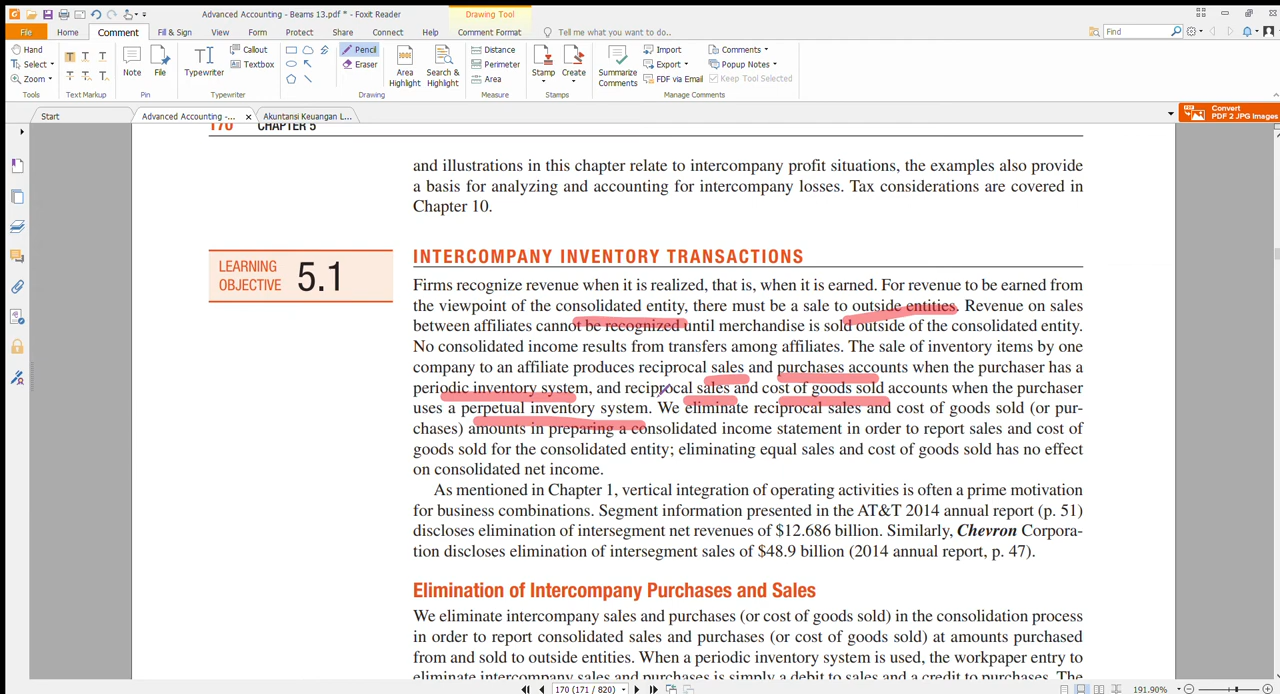 Advanced Accounting - Beams 13.pdf * - Foxit Reader
Drawing Tool
File
Home
Comment
Fill & Sign
View
Form
Protect
Share
Connect
Help
Comment Format
Tell me what you want to do..
Find
Hand
Select
Zoom
Tools
Text Markup
Note
File
Pin
Typewriter
Callout
Textbox
Typewriter
Pencil
Eraser
Area Highlight
Search & Highlight
Drawing
Distance
Perimeter
Area
Measure
Stamp
Create
Stamps
Summarize Comments
Import
Export
FDF via Email
Comments
Popup Notes
Keep Tool Selected
Manage Comments
Start
Advanced Accounting -...
Akuntansi Keuangan L...
Convert
PDF 2 JPG Images
170 CHAPTER 5
and illustrations in this chapter relate to intercompany profit situations, the examples also provide
a basis for analyzing and accounting for intercompany losses. Tax considerations are covered in
Chapter 10.
LEARNING
OBJECTIVE 5.1
INTERCOMPANY INVENTORY TRANSACTIONS
Firms recognize revenue when it is realized, that is, when it is earned. For revenue to be earned from
the viewpoint of the consolidated entity, there must be a sale to outside entities. Revenue on sales
between affiliates cannot be recognized until merchandise is sold outside of the consolidated entity.
No consolidated income results from transfers among affiliates. The sale of inventory items by one
company to an affiliate produces reciprocal sales and purchases accounts when the purchaser has a
periodic inventory system, and reciprocal sales and cost of goods sold accounts when the purchaser
uses a perpetual inventory system. We eliminate reciprocal sales and cost of goods sold (or pur-
chases) amounts in preparing a consolidated income statement in order to report sales and cost of
goods sold for the consolidated entity; eliminating equal sales and cost of goods sold has no effect
on consolidated net income.
As mentioned in Chapter 1, vertical integration of operating activities is often a prime motivation
for business combinations. Segment information presented in the AT&T 2014 annual report (p. 51)
discloses elimination of intersegment net revenues of $12.686 billion. Similarly, Chevron Corpora-
tion discloses elimination of intersegment sales of $48.9 billion (2014 annual report, p. 47).
Elimination of Intercompany Purchases and Sales
We eliminate intercompany sales and purchases (or cost of goods sold) in the consolidation process
in order to report consolidated sales and purchases (or cost of goods sold) at amounts purchased
from and sold to outside entities. When a periodic inventory system is used, the workpaper entry to
eliminate intercompany sales and purchases is simply a debit to sales and a credit to purchases. The
170 (171 / 820)
191.90%